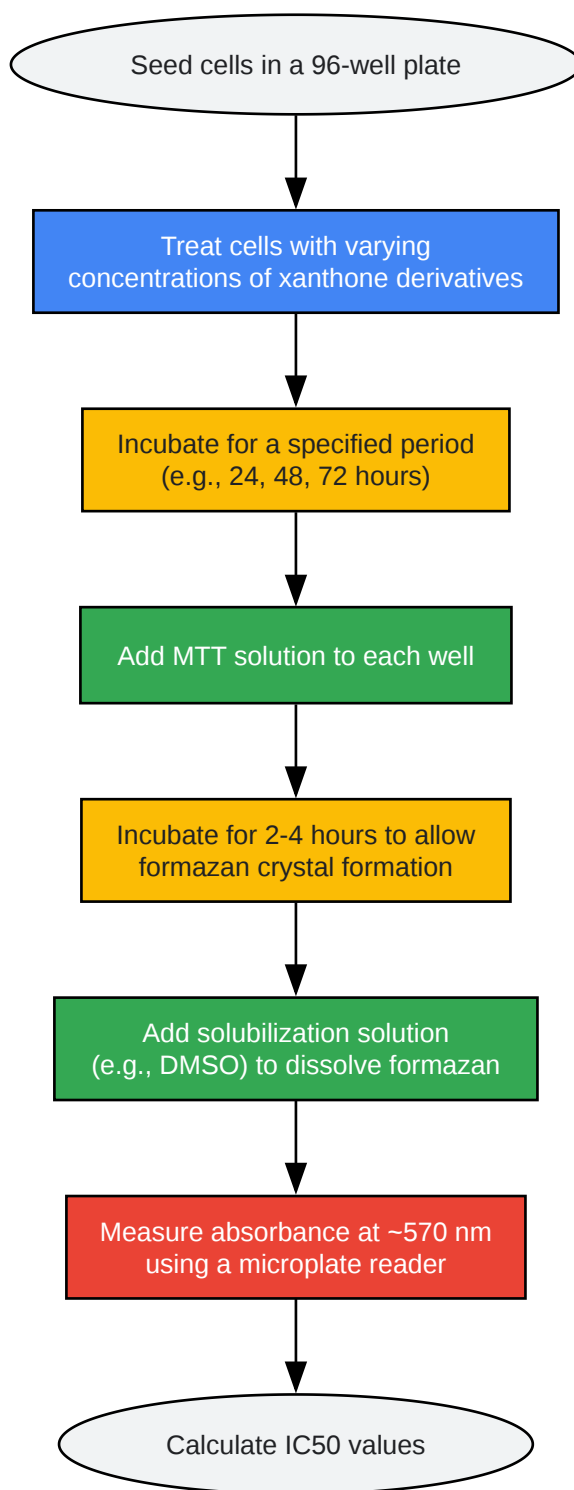 Seed cells in a 96-well plate
Treat cells with varying
concentrations of xanthone derivatives
Incubate for a specified period
(e.g., 24, 48, 72 hours)
Add MTT solution to each well
Incubate for 2-4 hours to allow
formazan crystal formation
Add solubilization solution
(e.g., DMSO) to dissolve formazan
Measure absorbance at ~570 nm
using a microplate reader
Calculate IC50 values